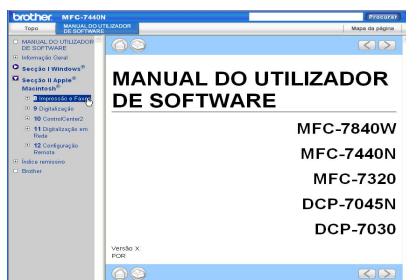 brother. MFC-7440N
Procurar
Topo
MANUAL DO UTILIZADOR
DE SOFTWARE
Mapa da página
MANUAL DO UTILIZADOR
DE SOFTWARE
Informação Geral
Secção I Windows®
Secção II Apple®
Macintosh®
8 Impressão e Faxes
9 Digitalização
10 ControlCenter2
11 Digitalização em
Rede
12 Configuração
Remota
Índice remissivo
Brother
MANUAL DO UTILIZADOR
DE SOFTWARE
MFC-7840W
MFC-7440N
MFC-7320
DCP-7045N
DCP-7030
Versão X
POR